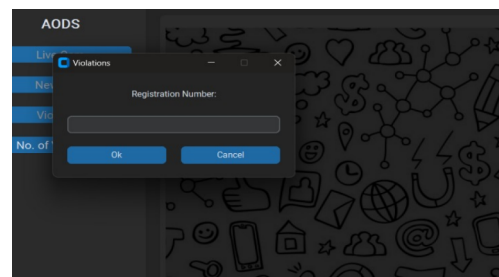 AODS
Violations
Registration Number:
Ok
Cancel
No. of